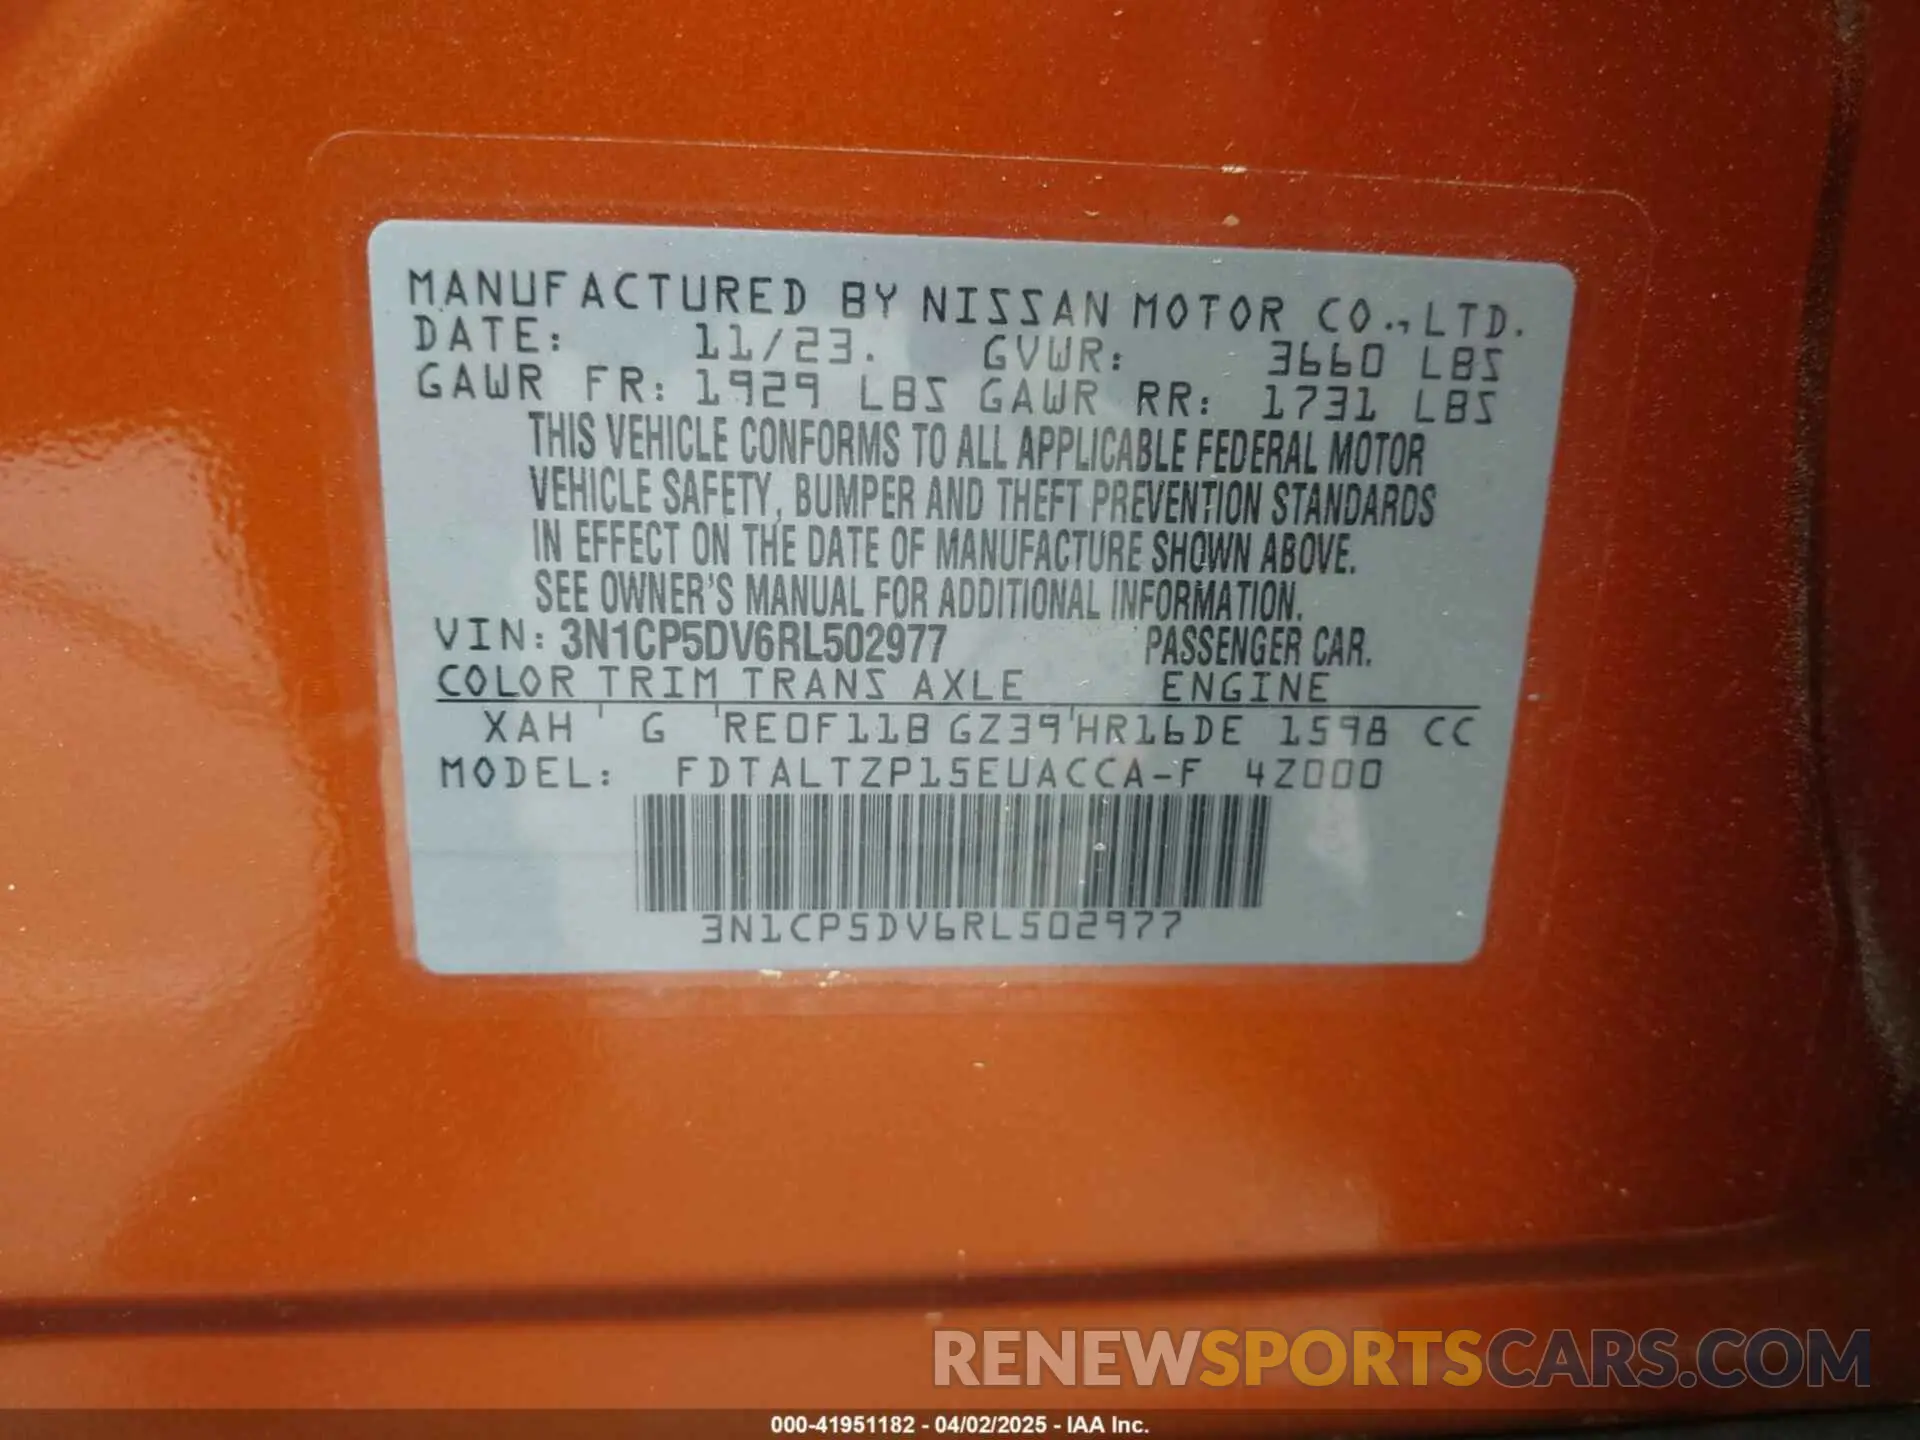 MANUFACTURED BY NISSAN MOTOR CO., LTD.
DATE: 11/23. GVWR: 3660 LBS
GAWR FR: 1929 LBS GAWR RR: 1731 LBS
THIS VEHICLE CONFORMS TO ALL APPLICABLE FEDERAL MOTOR
VEHICLE SAFETY, BUMPER AND THEFT PREVENTION STANDARDS
IN EFFECT ON THE DATE OF MANUFACTURE SHOWN ABOVE.
SEE OWNER'S MANUAL FOR ADDITIONAL INFORMATION.
VIN: 3N1CP5DV6RL502977 PASSENGER CAR.
COLOR TRIM TRANS AXLE ENGINE
XAH G RE0F11B GZ39 HR16DE 1598 CC
MODEL: FDTALTZP15EUACCA-F 4Z000
3N1CP5DV6RL502977
RENEWSPORTSCARS.COM
000-41951182 - 04/02/2025 - IAA Inc.